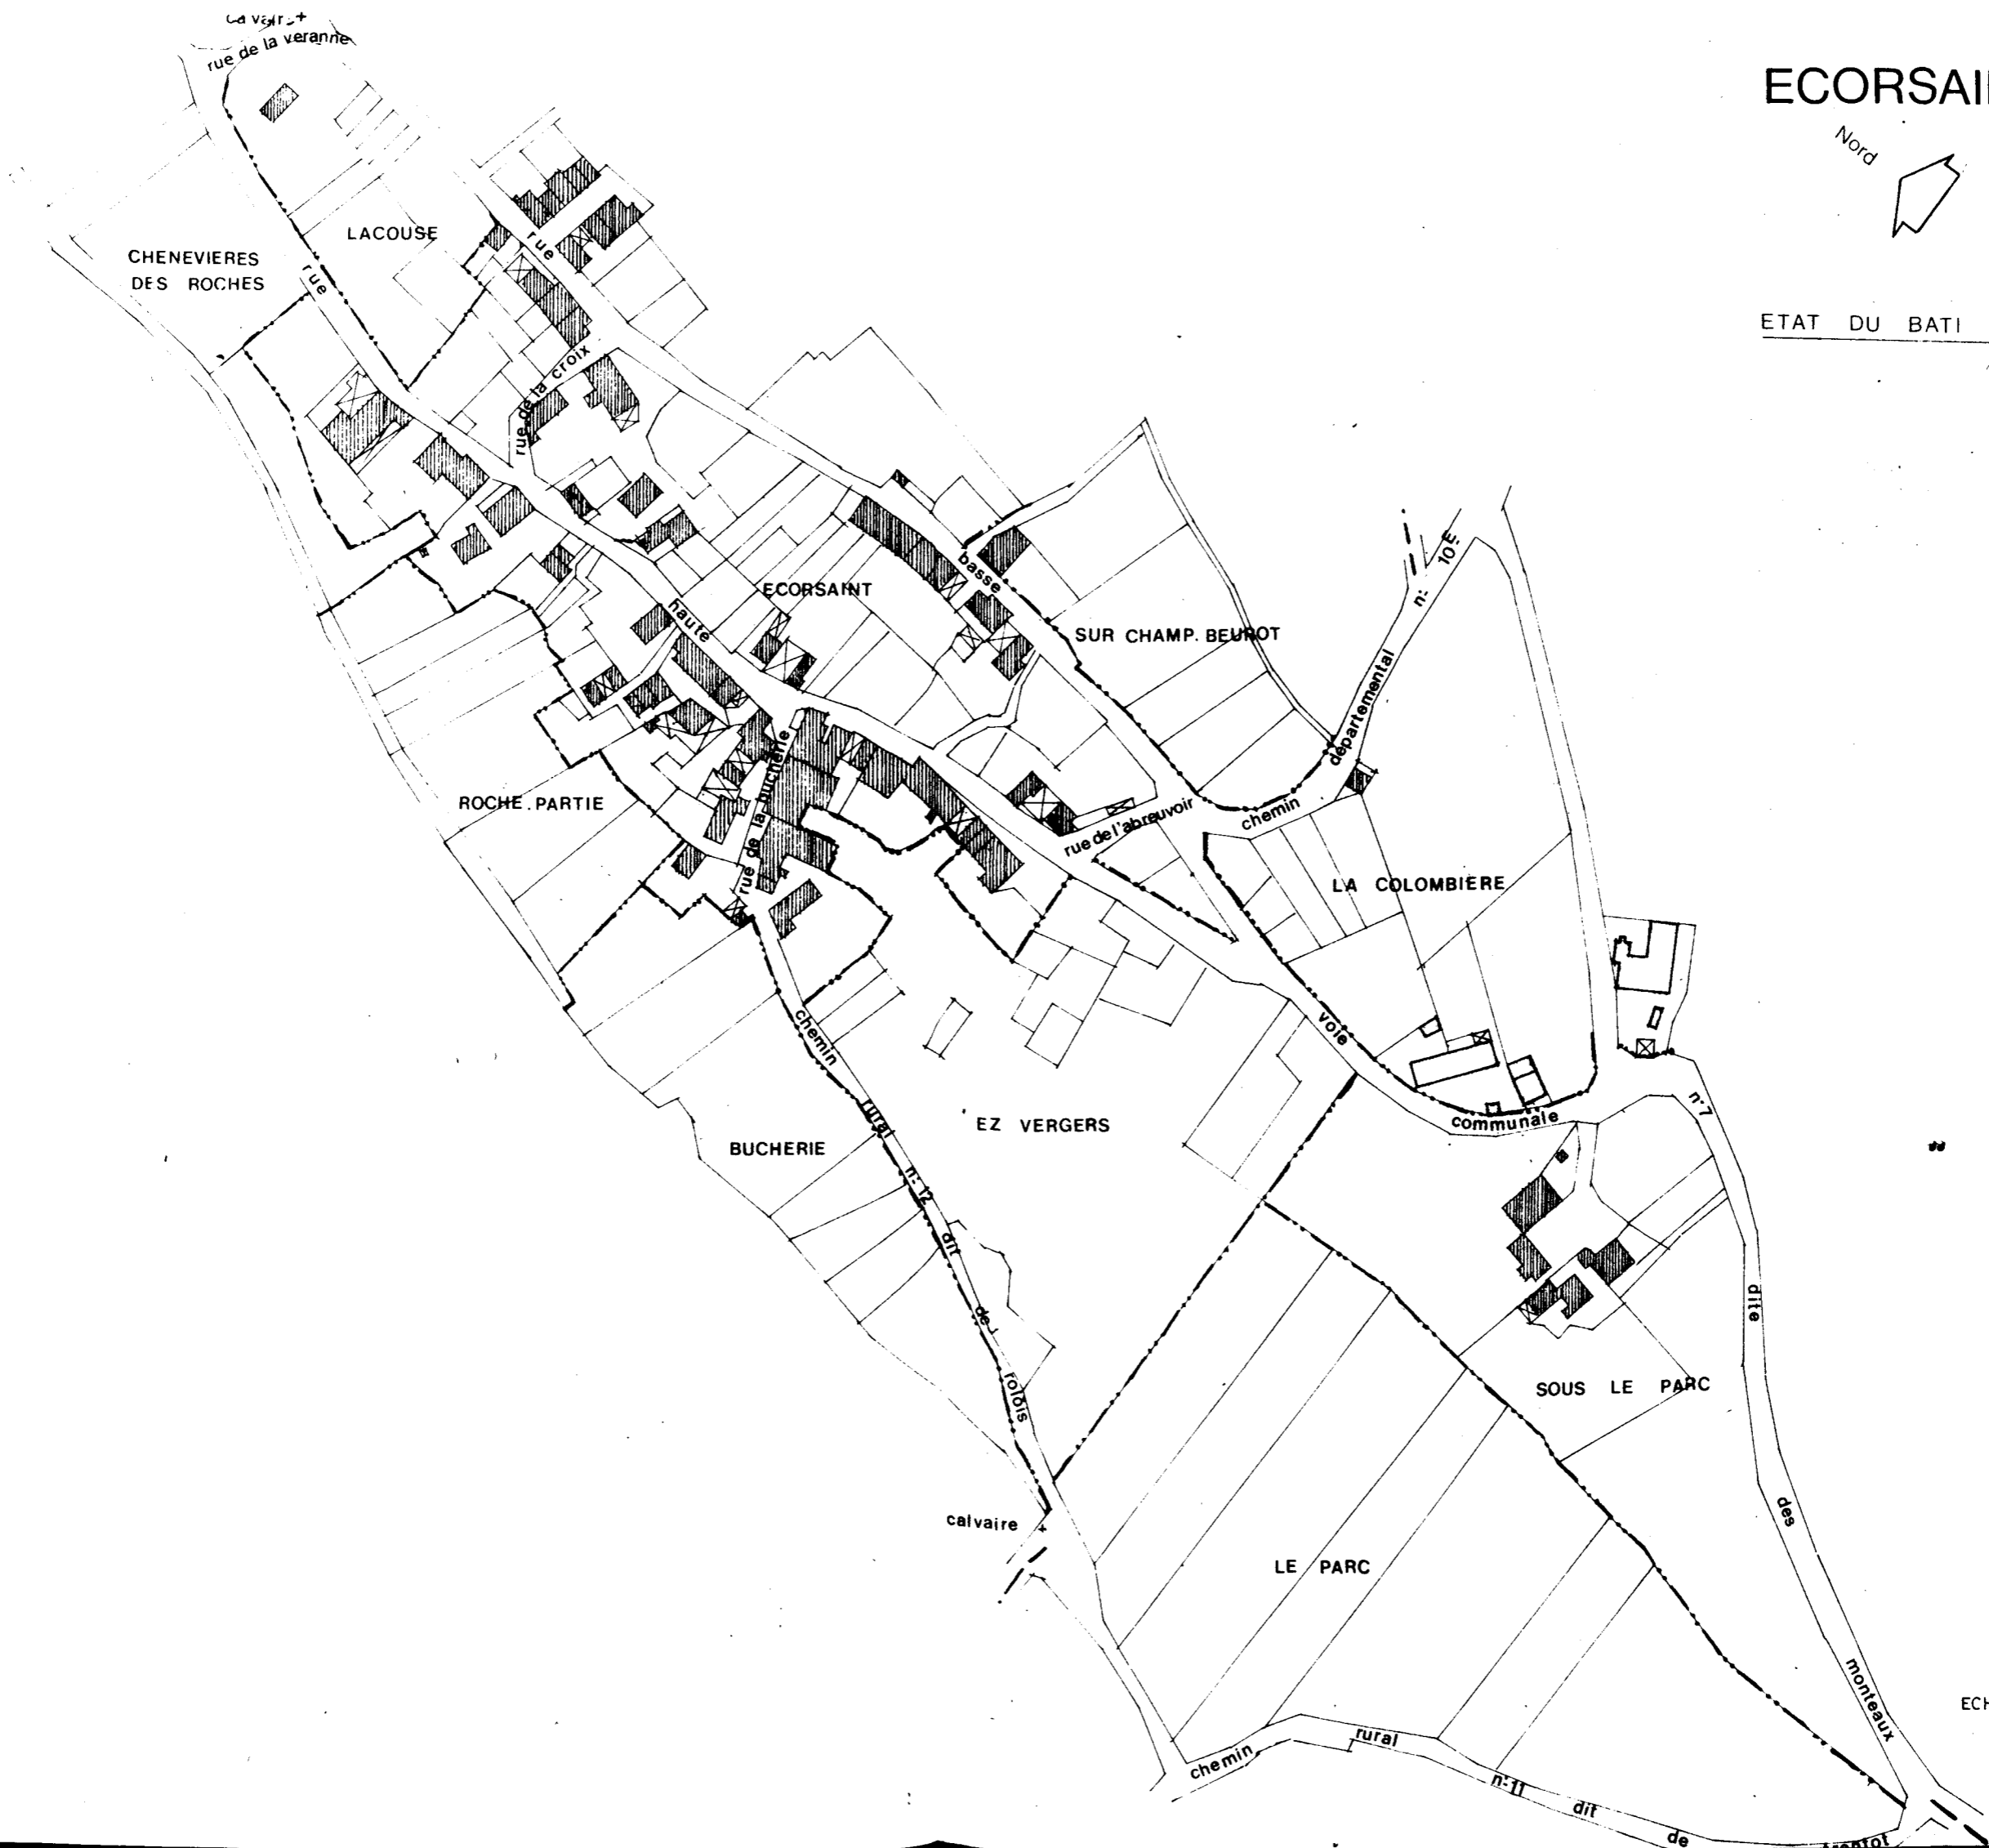 rue de la veranne
ECORSAI
Nord
ETAT DU BATI
CHENEVIERES
DES ROCHES
LACOUSE
rue
rue
rue de la croix
ECORSAINT
basse
haute
SUR CHAMP. BEUROT
n: 10E:
départemental
chemin
ROCHE . PARTIE
rue de la bucherie
rue de l'abreuvoir
LA COLOMBIERE
voie
communale
n:7
dite
des
monteaux
chemin
rural
n: 12
dit
de
rolois
EZ VERGERS
BUCHERIE
SOUS LE PARC
calvaire +
LE PARC
ECH
chemin
rural
n:11
dit
de